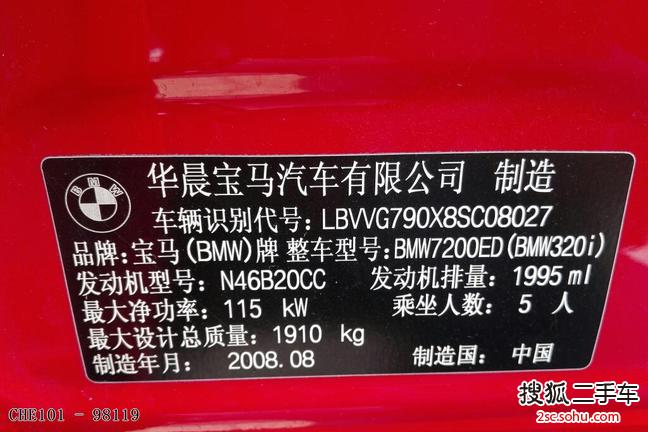 BMW
华晨宝马汽车有限公司 制造
车辆识别代号: LBVVG790X8SC08027
品牌: 宝马(BMW)牌 整车型号: BMW7200ED(BMW320i)
发动机型号: N46B20CC 发动机排量: 1995 ml
最大净功率: 115 kW 乘坐人数: 5 人
最大设计总质量: 1910 kg
制造年月: 2008.08 制造国: 中国
CHE101 - 98119
搜狐二手车
2sc.sohu.com